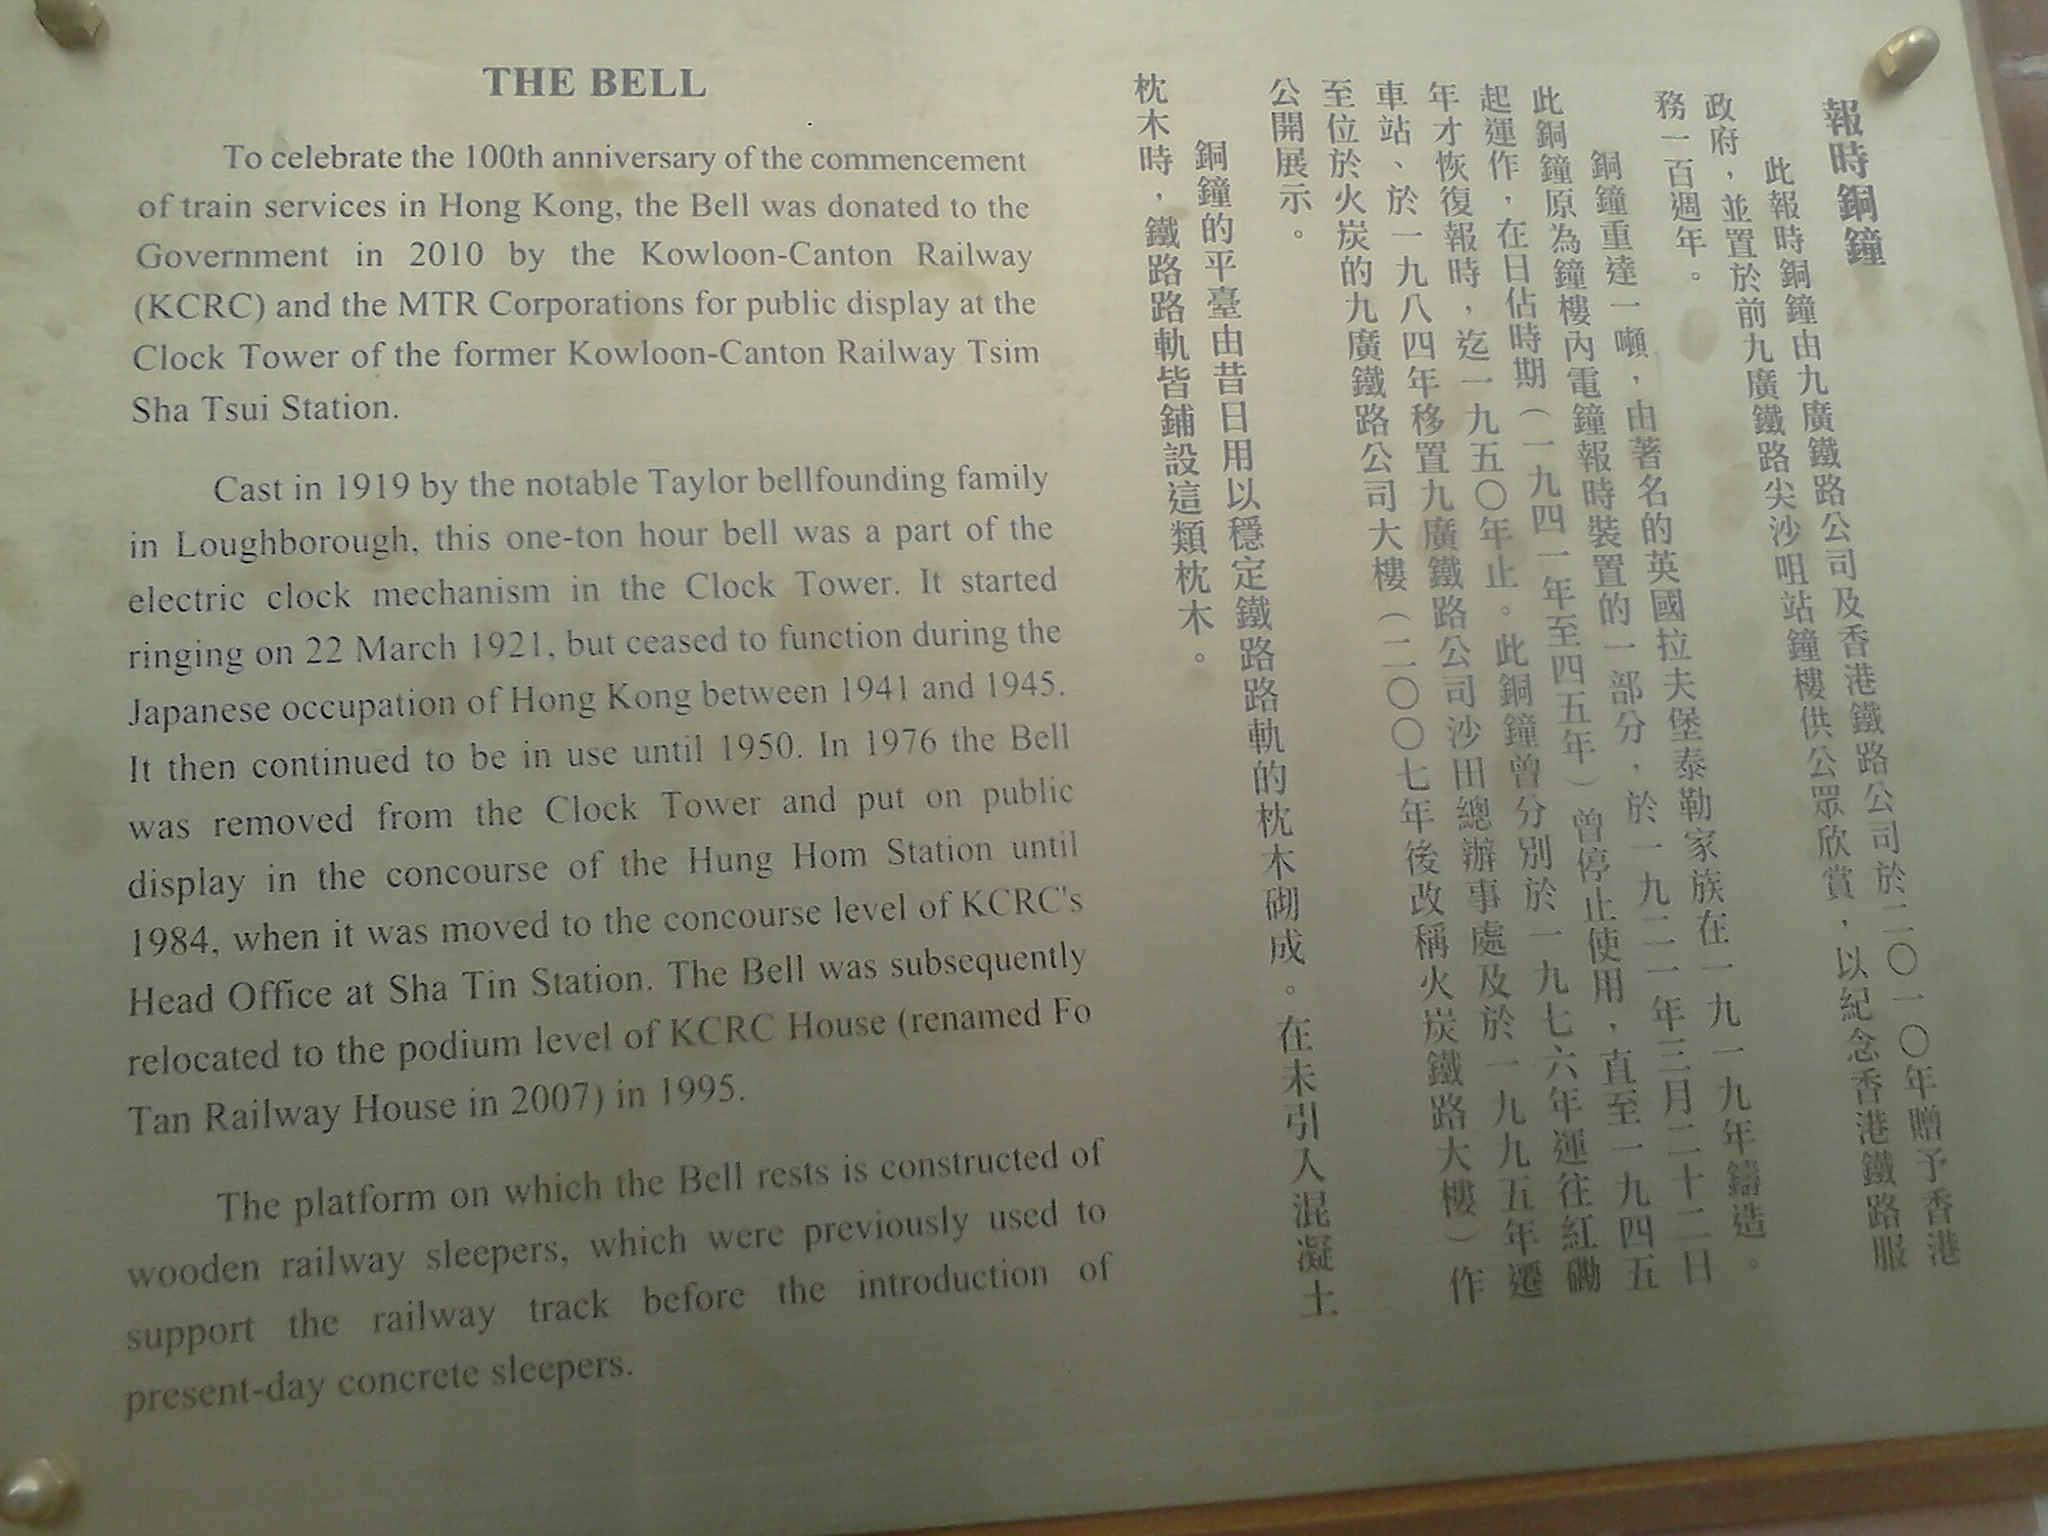 THE BELL
To celebrate the 100th anniversary of the commencement
of train services in Hong Kong, the Bell was donated to the
Government in 2010 by the Kowloon-Canton Railway
(KCRC) and the MTR Corporations for public display at the
Clock Tower of the former Kowloon-Canton Railway Tsim
Sha Tsui Station.
Cast in 1919 by the notable Taylor bellfounding family
in Loughborough, this one-ton hour bell was a part of the
electric clock mechanism in the Clock Tower. It started
ringing on 22 March 1921, but ceased to function during the
Japanese occupation of Hong Kong between 1941 and 1945.
It then continued to be in use until 1950. In 1976 the Bell
was removed from the Clock Tower and put on public
display in the concourse of the Hung Hom Station until
1984, when it was moved to the concourse level of KCRC's
Head Office at Sha Tin Station. The Bell was subsequently
relocated to the podium level of KCRC House (renamed Fo
Tan Railway House in 2007) in 1995.
The platform on which the Bell rests is constructed of
wooden railway sleepers, which were previously used to
support the railway track before the introduction of
present-day concrete sleepers.
報時銅鐘
此報時銅鐘由九廣鐵路公司及香港鐵路公司於二〇一〇年贈予香港
政府，並置於前九廣鐵路尖沙咀站鐘樓供公眾欣賞，以紀念香港鐵路服
務一百週年。
銅鐘重達一噸，由著名的英國拉夫堡泰勒家族在一九一九年鑄造。
此銅鐘原為鐘樓內電鐘報時裝置的一部分，於一九二一年三月二十二日
起運作，在日佔時期（一九四一年至四五年）曾停止使用，直至一九四五
年才恢復報時，迄一九五〇年止。此銅鐘曾分別於一九七六年運往紅磡
車站、於一九八四年移置九廣鐵路公司沙田總辦事處及於一九九五年遷
至位於火炭的九廣鐵路公司大樓（二〇〇七年後改稱火炭鐵路大樓）作
公開展示。
銅鐘的平臺由昔日用以穩定鐵路路軌的枕木砌成。在未引入混凝土
枕木時，鐵路路軌皆鋪設這類枕木。